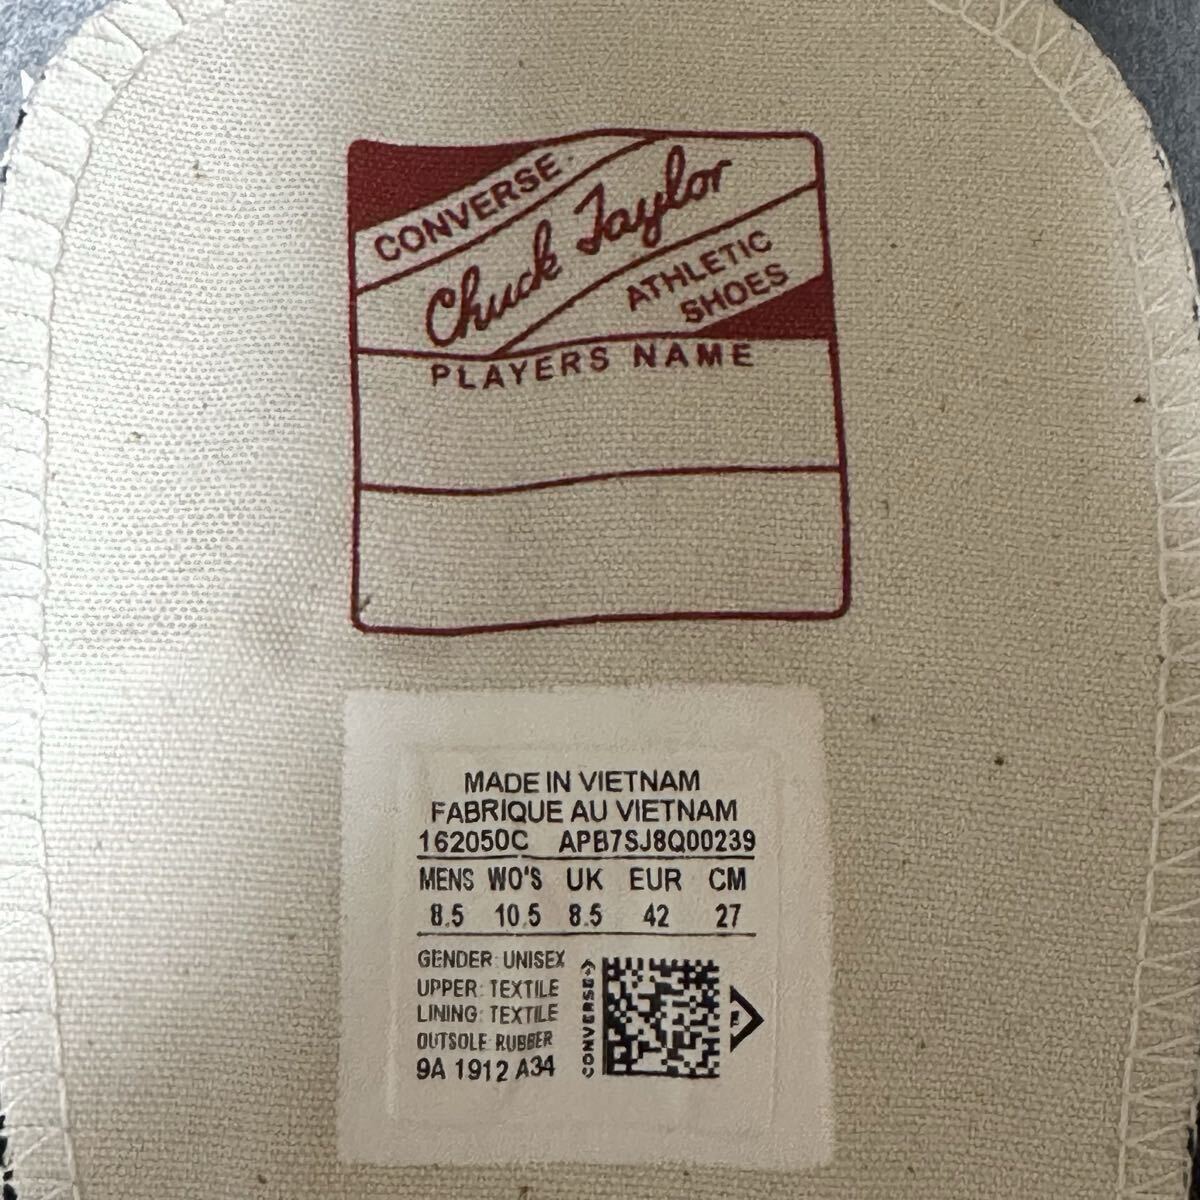 CONVERSE
Chuck Taylor
ATHLETIC
SHOES
PLAYERS NAME
MADE IN VIETNAM
FABRIQUE AU VIETNAM
162050C APB7SJ8Q00239
MENS WO'S UK EUR CM
8.5 10.5 8.5 42 27
GENDER: UNISEX
UPPER: TEXTILE
LINING: TEXTILE
OUTSOLE: RUBBER
9A 1912 A34
CONVERSE